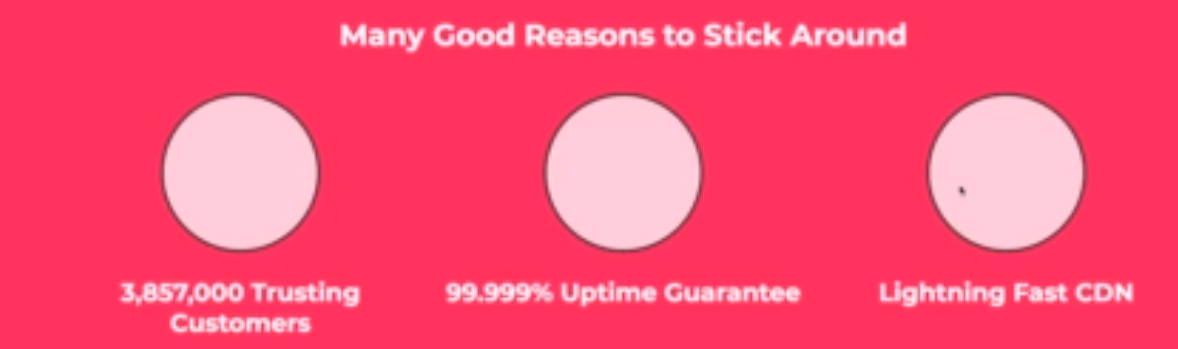 Many Good Reasons to Stick Around
3,857,000 Trusting
Customers
99.999% Uptime Guarantee
Lightning Fast CDN